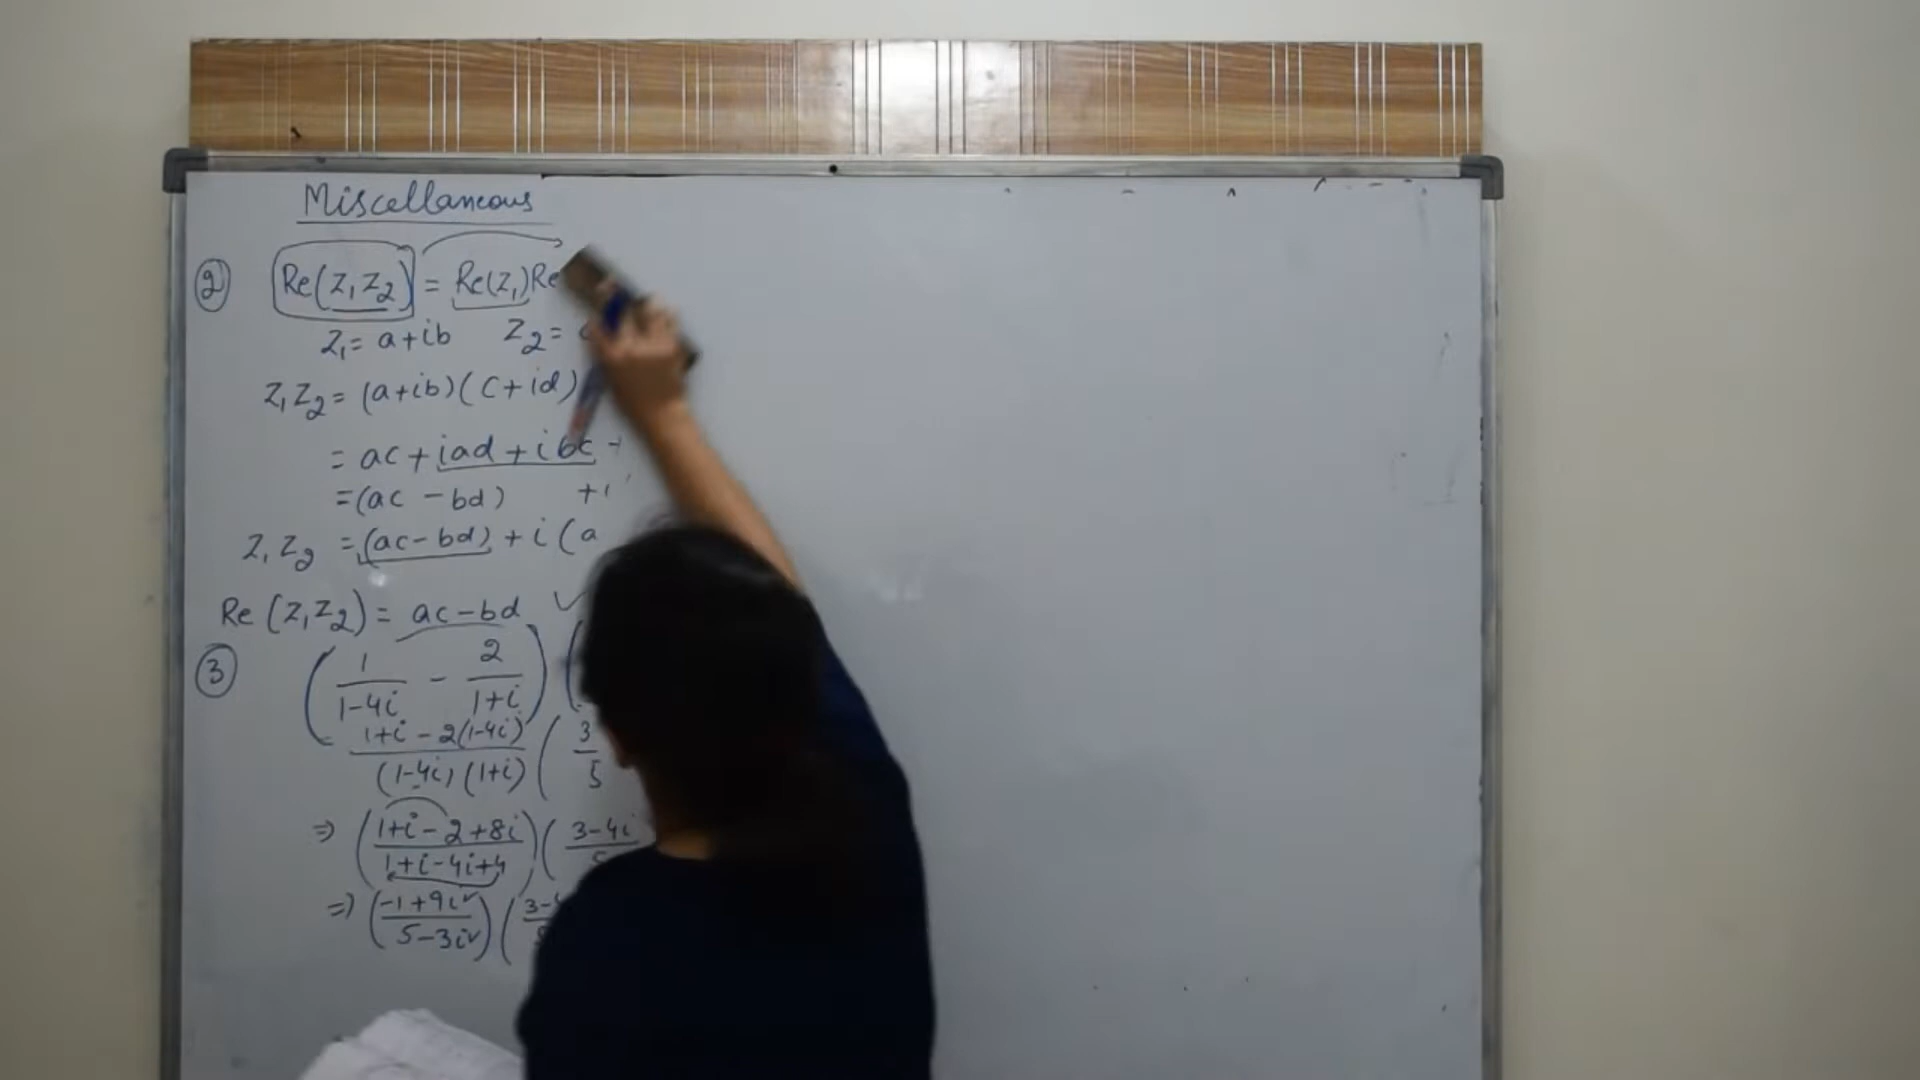 Miscellaneous
② Re(z₁z₂) = Re(z₁)Re
z₁ = a+ib z₂ =
z₁z₂ = (a+ib)(c+id)
= ac + iad + ibc +
=(ac - bd) +i
z₁z₂ = (ac-bd) + i(a
Re(z₁z₂) = ac-bd ✓
③ (1/(1-4i) - 2/(1+i)) (
(1+i - 2(1-4i))/((1-4i)(1+i)) (3/5
⇒ ((1+i-2+8i)/(1+i-4i+4)) ((3-4i)/5
⇒ ((-1+9i)/(5-3i)) (3-